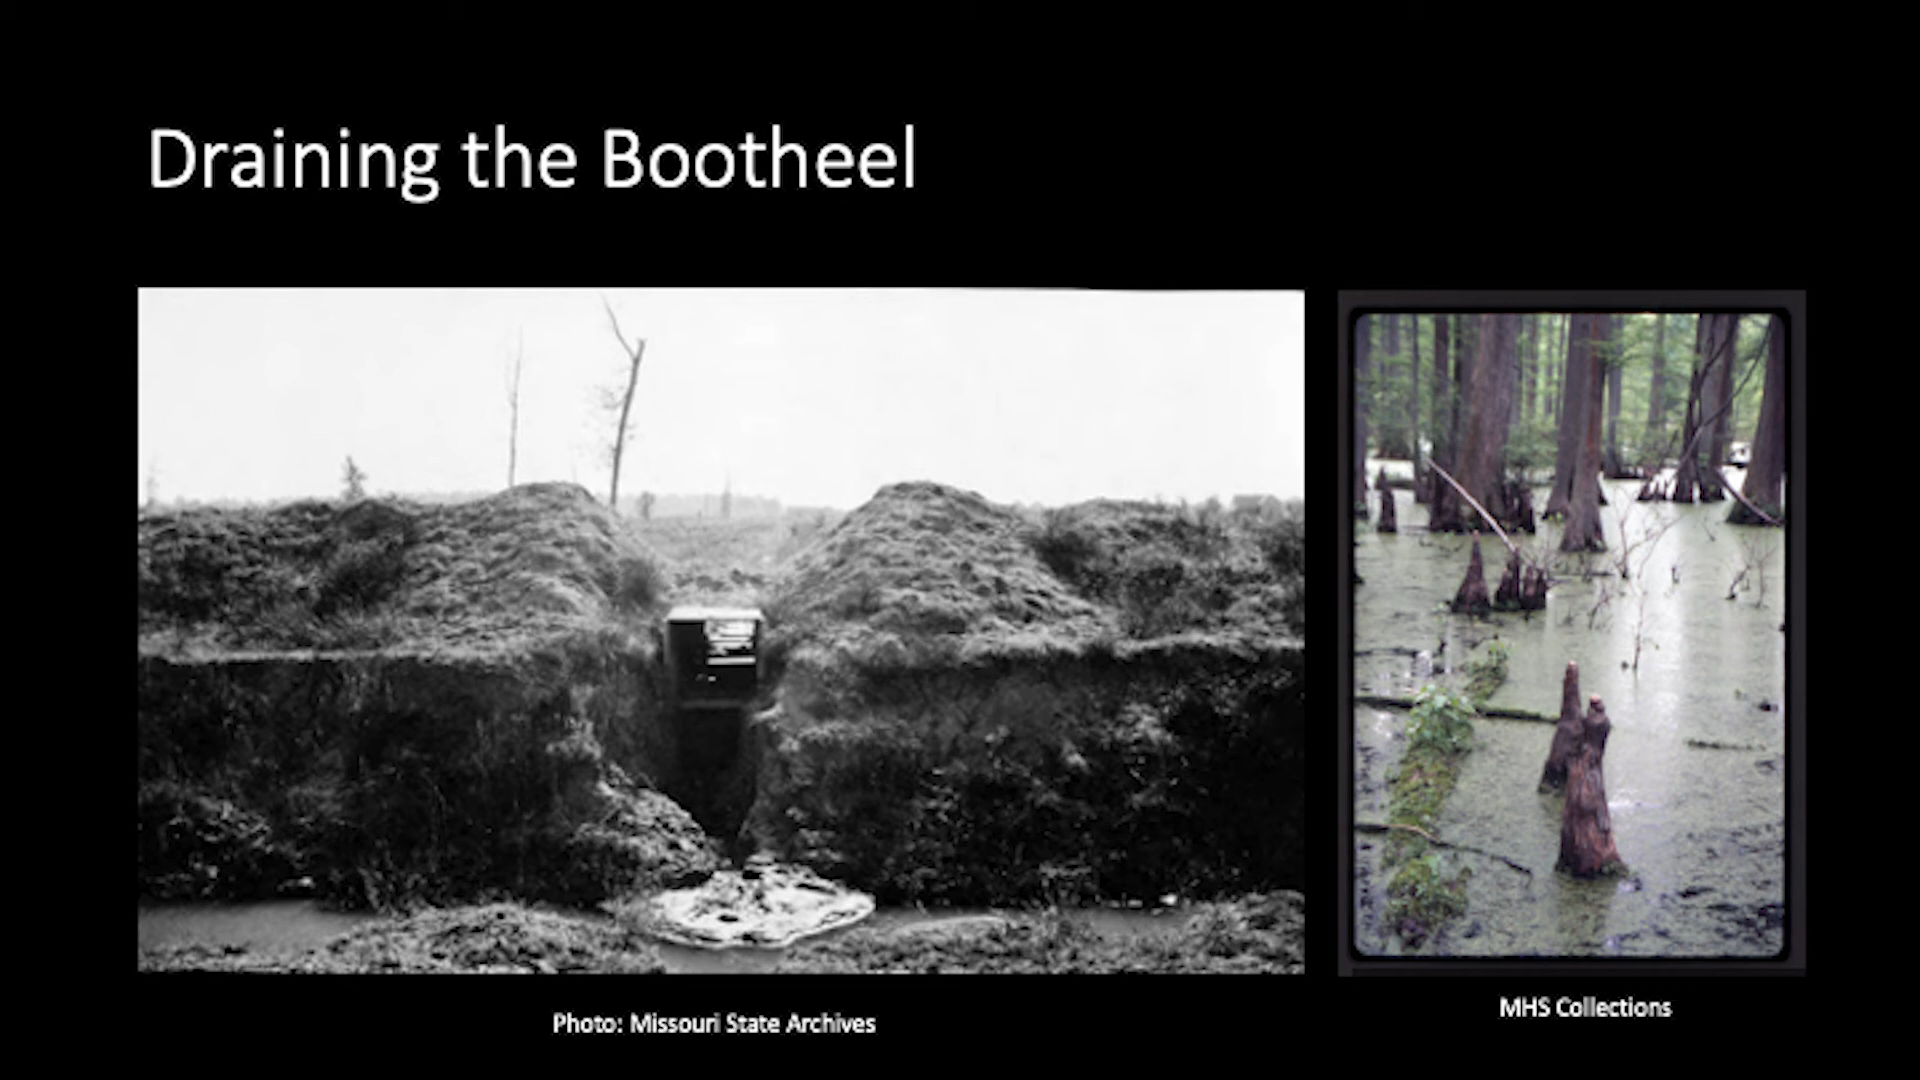 Draining the Bootheel
Photo: Missouri State Archives
MHS Collections